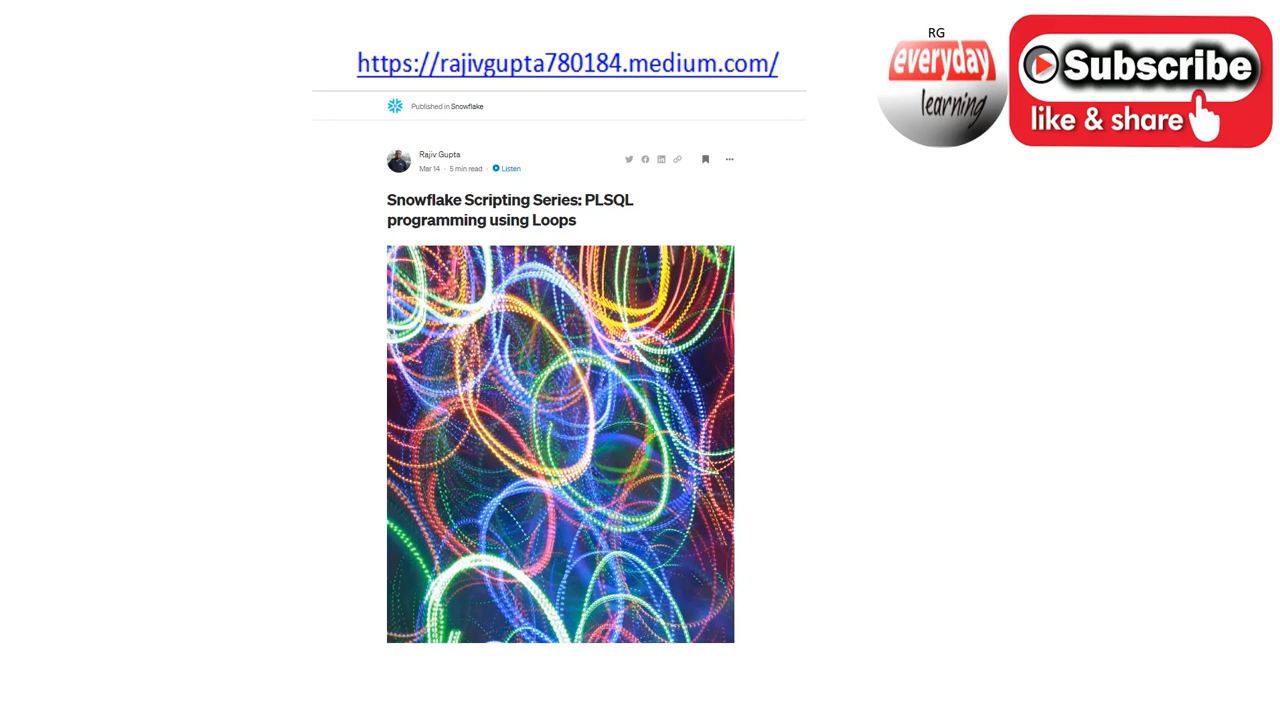 https://rajivgupta780184.medium.com/
RG
everyday
learning
Subscribe
like & share
Published in Snowflake
Rajiv Gupta
Mar 14 · 5 min read · Listen
Snowflake Scripting Series: PLSQL
programming using Loops